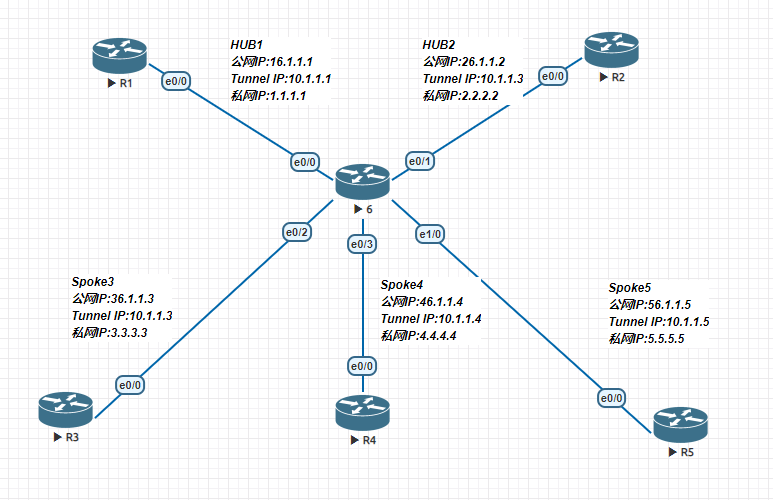 HUB1
公网IP:16.1.1.1
Tunnel IP:10.1.1.1
私网IP:1.1.1.1
HUB2
公网IP:26.1.1.2
Tunnel IP:10.1.1.3
私网IP:2.2.2.2
e0/0
R1
e0/0
R2
e0/0
e0/1
6
e0/2
e0/3
e1/0
Spoke3
公网IP:36.1.1.3
Tunnel IP:10.1.1.3
私网IP:3.3.3.3
Spoke4
公网IP:46.1.1.4
Tunnel IP:10.1.1.4
私网IP:4.4.4.4
Spoke5
公网IP:56.1.1.5
Tunnel IP:10.1.1.5
私网IP:5.5.5.5
e0/0
R3
e0/0
R4
e0/0
R5